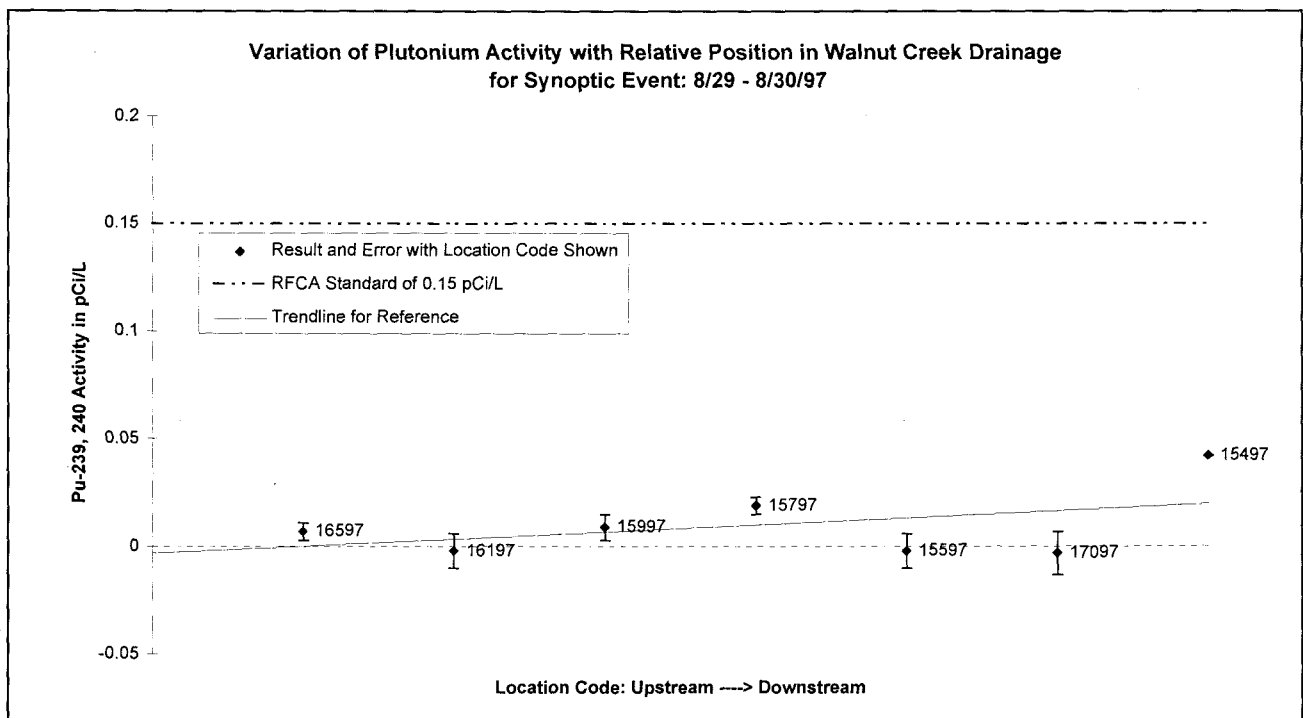 Variation of Plutonium Activity with Relative Position in Walnut Creek Drainage
for Synoptic Event: 8/29 - 8/30/97
0.2
0.15
0.1
0.05
0
-0.05
Pu-239, 240 Activity in pCi/L
Result and Error with Location Code Shown
RFCA Standard of 0.15 pCi/L
Trendline for Reference
16597
16197
15997
15797
15597
17097
15497
Location Code: Upstream ----> Downstream